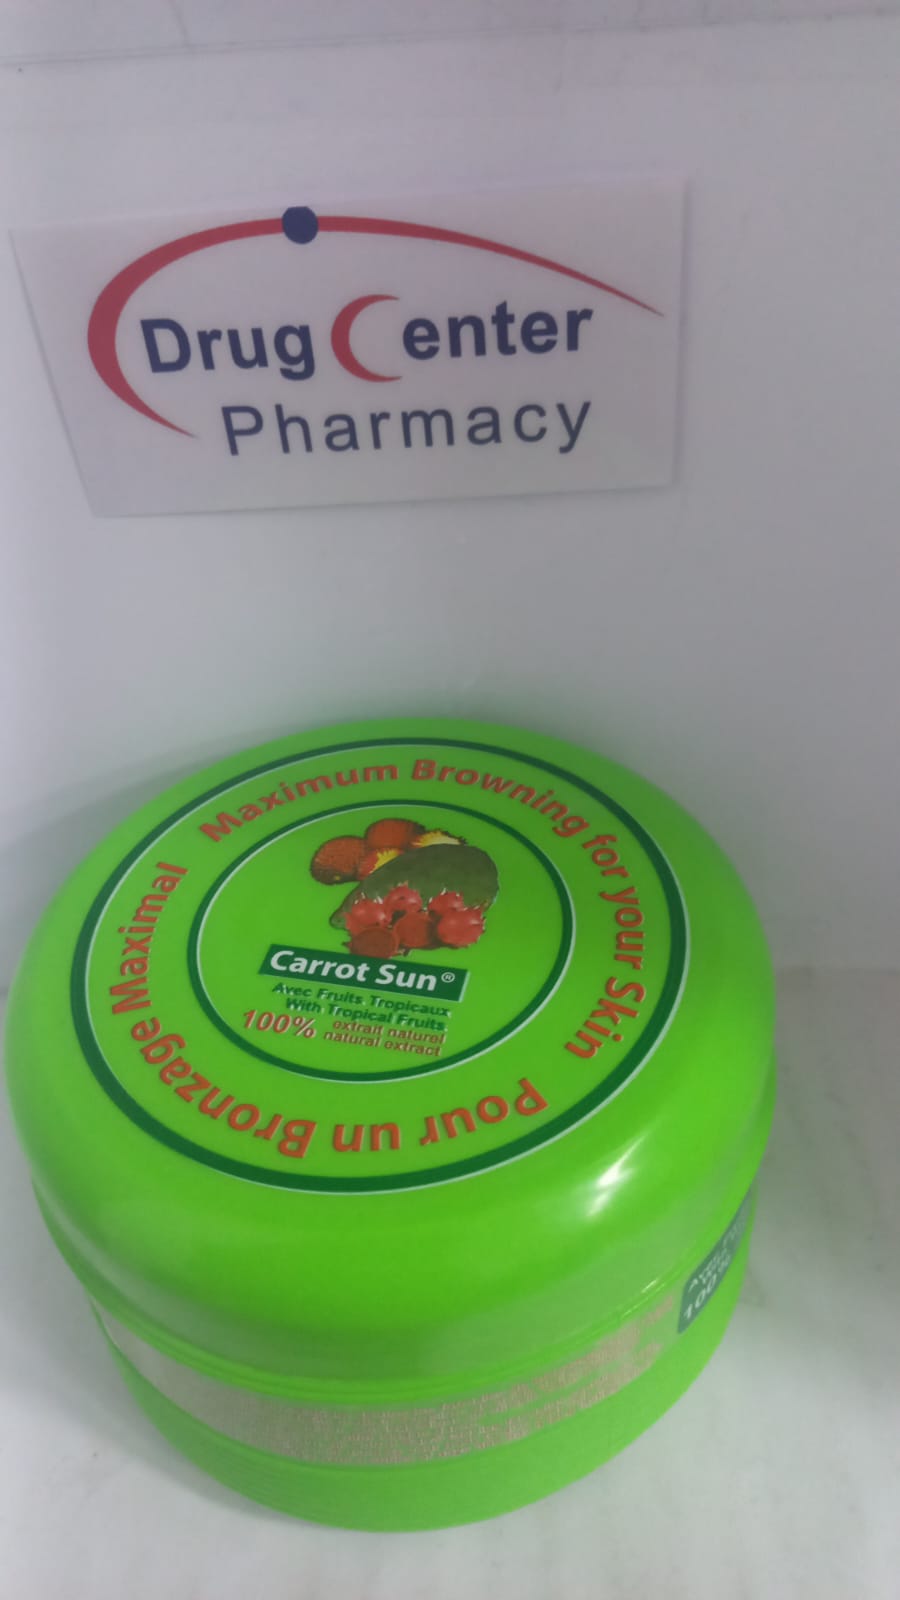 Drug Center
Pharmacy
Maximum Browning for your Skin
Pour un Bronzage Maximal
Carrot Sun®
Avec Fruits Tropicaux
With Tropical Fruits
100% extrait naturel
natural extract
100%